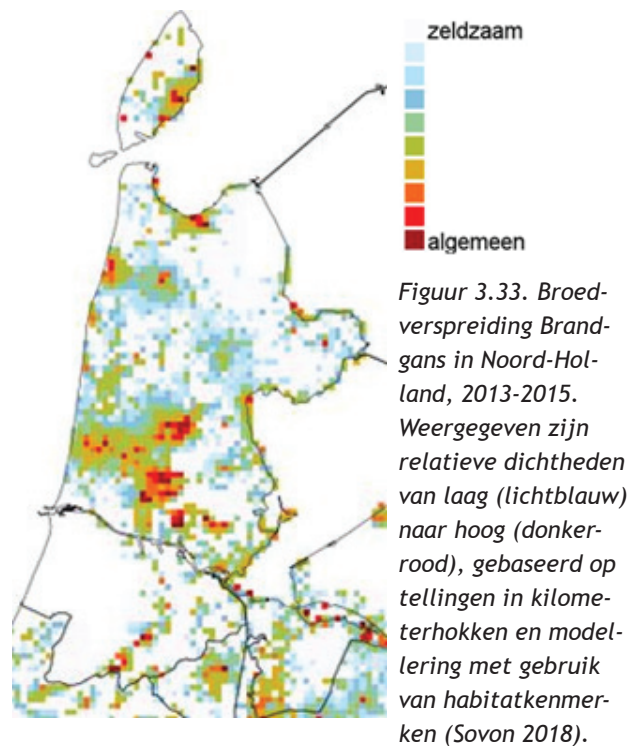 zeldzaam
algemeen
Figuur 3.33. Broed-
verspreiding Brand-
gans in Noord-Hol-
land, 2013-2015.
Weergegeven zijn
relatieve dichtheden
van laag (lichtblauw)
naar hoog (donker-
rood), gebaseerd op
tellingen in kilome-
terhokken en model-
lering met gebruik
van habitatkenmer-
ken (Sovon 2018).